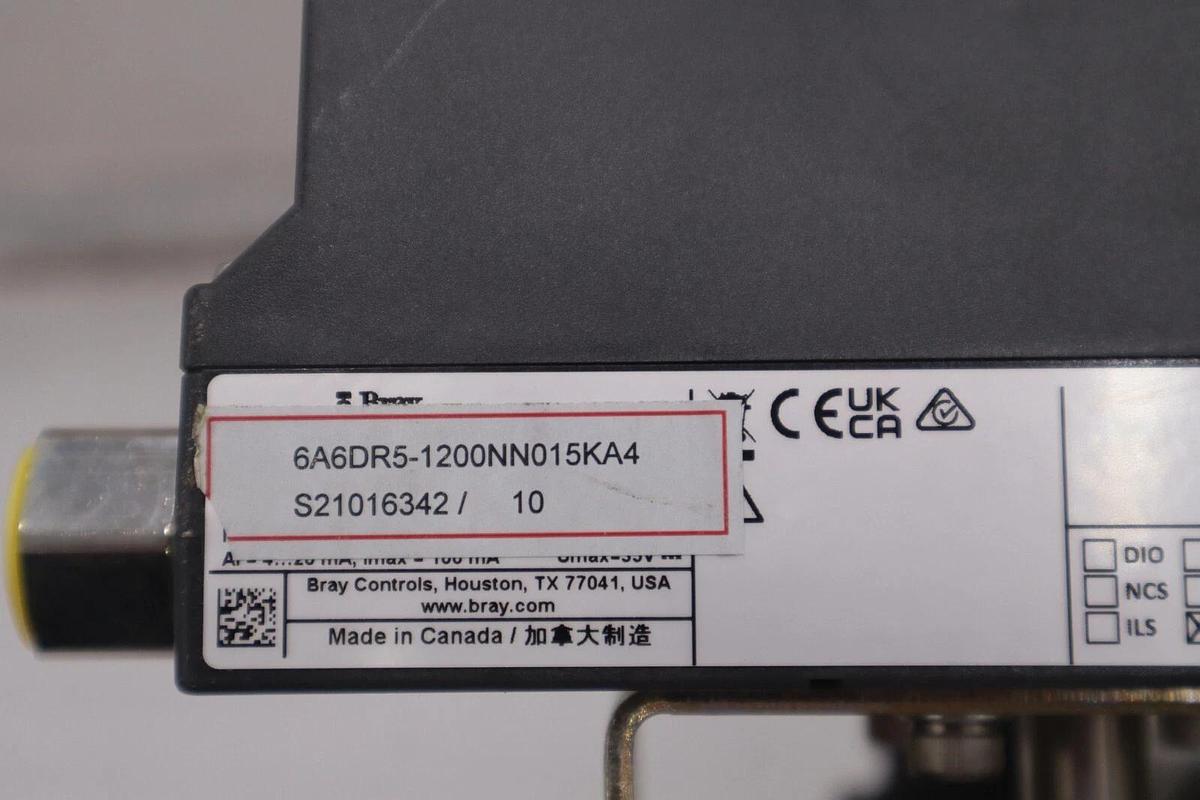 Bray
6A6DR5-1200NN015KA4
S21016342 / 10
Bray Controls, Houston, TX 77041, USA
www.bray.com
Made in Canada / 加拿大制造
CE UK CA
DIO
NCS
ILS